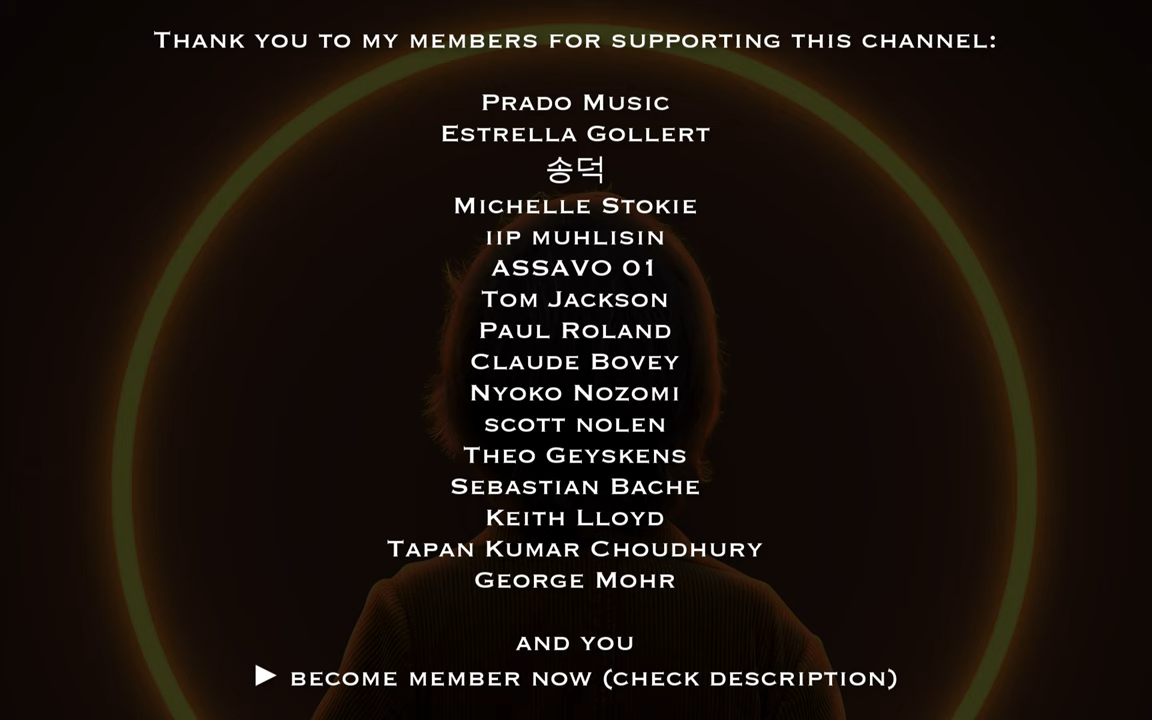 Thank you to my members for supporting this channel:
Prado Music
Estrella Gollert
송덕
Michelle Stokie
iip muhlisin
ASSAVO 01
Tom Jackson
Paul Roland
Claude Bovey
Nyoko Nozomi
scott nolen
Theo Geyskens
Sebastian Bache
Keith Lloyd
Tapan Kumar Choudhury
George Mohr
and you
► become member now (check description)